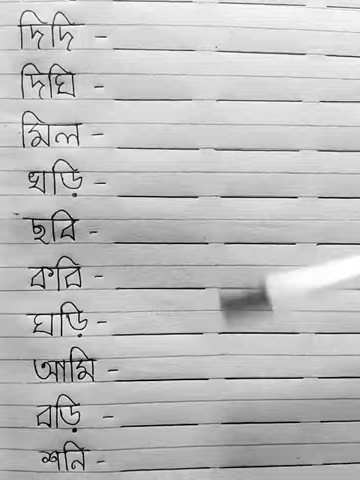 দিদি -
দিঘি -
মিল -
খড়ি -
ছবি -
কবি -
ঘড়ি -
আমি -
বড়ি -
শনি -